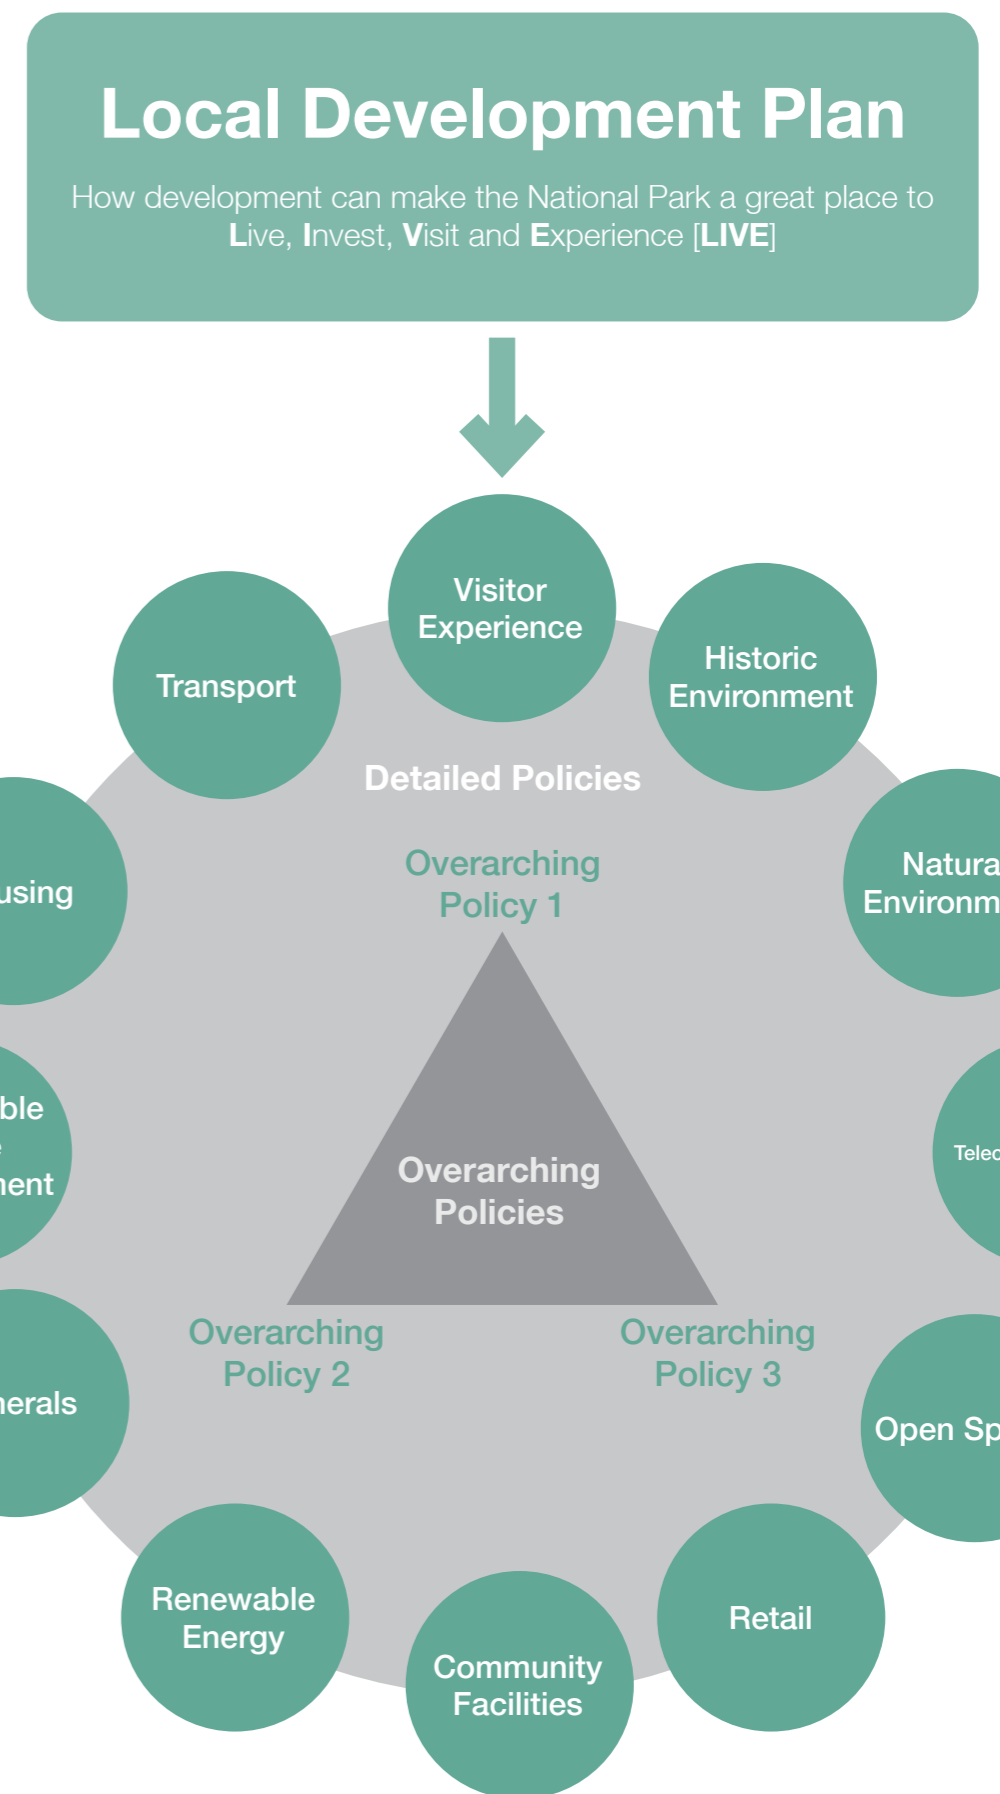 Local Development Plan
How development can make the National Park a great place to
Live, Invest, Visit and Experience [LIVE]
Visitor
Experience
Historic
Environment
Transport
Detailed Policies
Overarching
Policy 1
Overarching
Policies
Overarching
Policy 2
Overarching
Policy 3
Open
Renewable
Energy
Retail
Community
Facilities